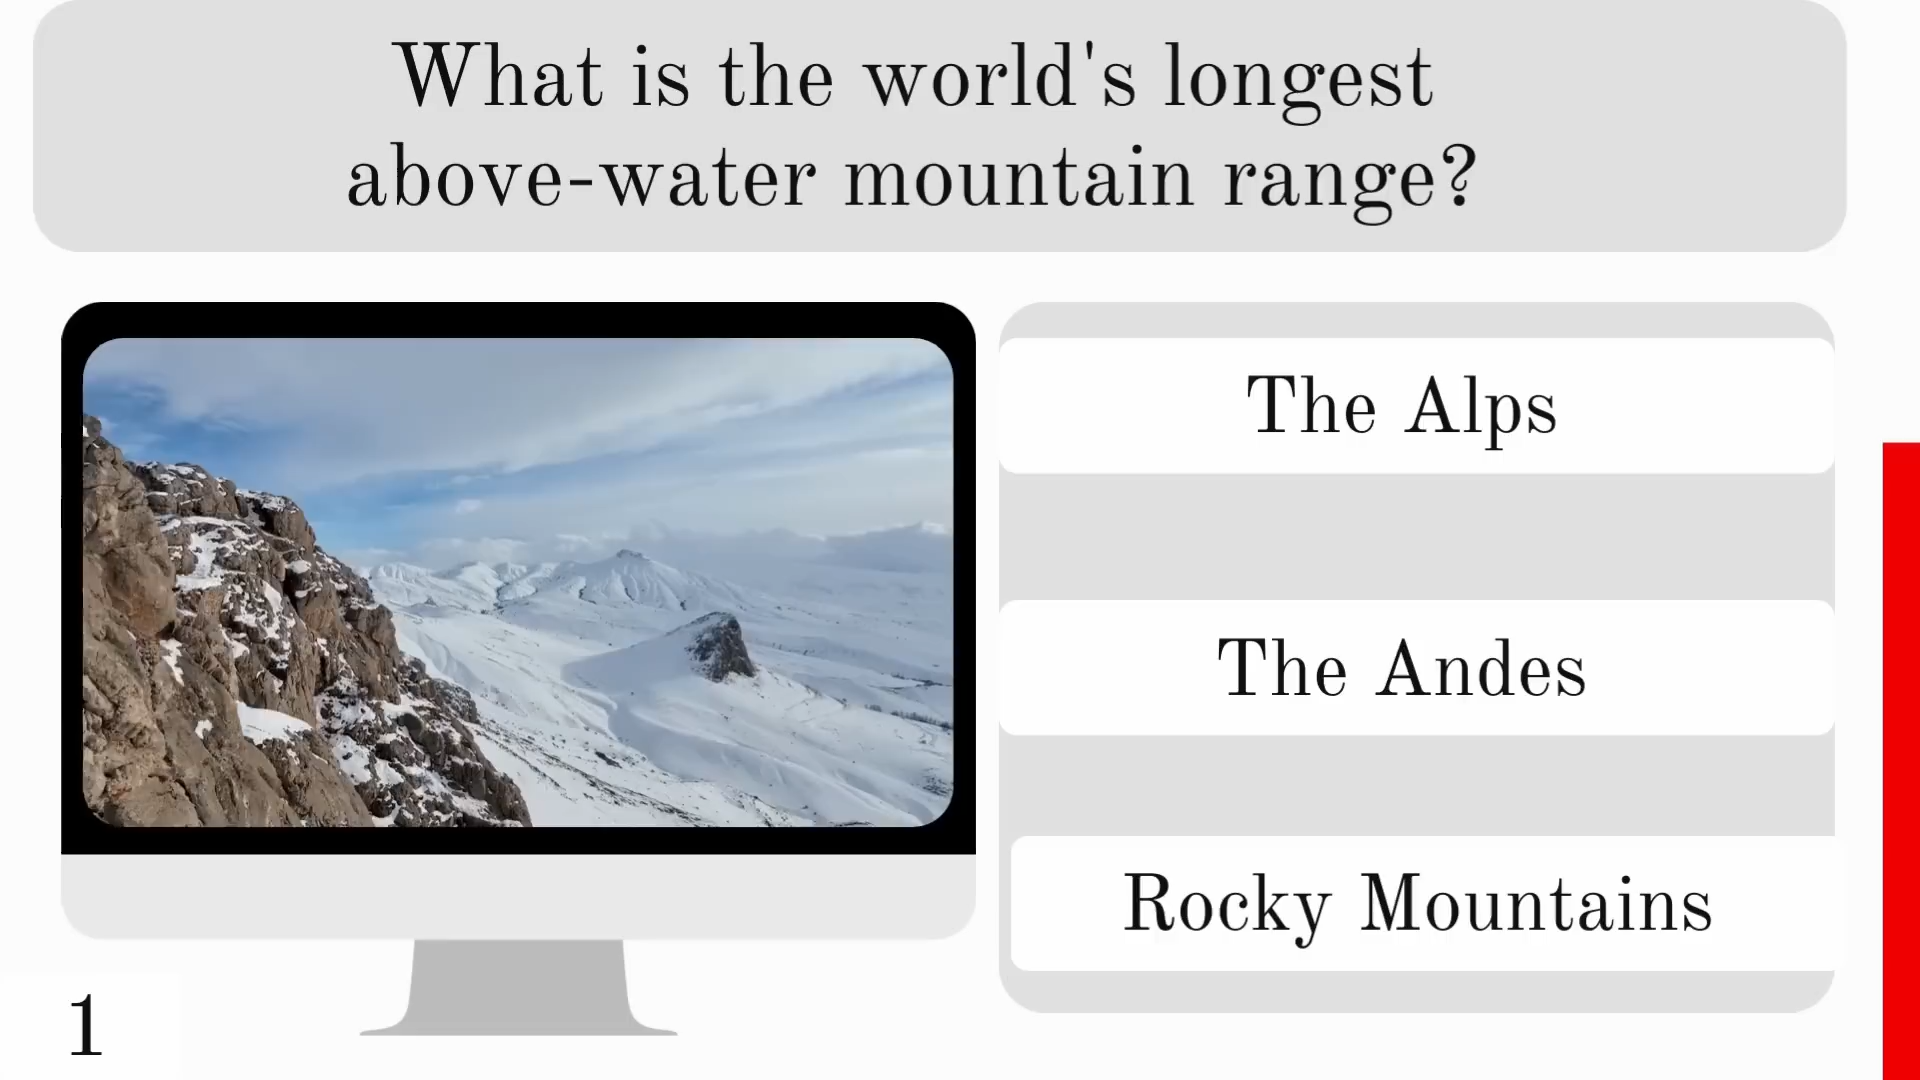 What is the world's longest
above-water mountain range?
The Alps
The Andes
Rocky Mountains
1